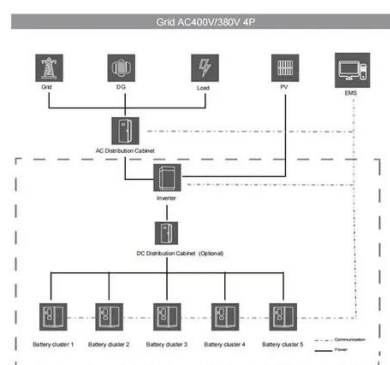 Grid AC400V/380V 4P
Grid
DG
Load
PV
EMS
AC Distribution Cabinet
Inverter
DC Distribution Cabinet (Optional)
Battery cluster 1
Battery cluster 2
Battery cluster 3
Battery cluster 4
Battery cluster 5
Communication
Power